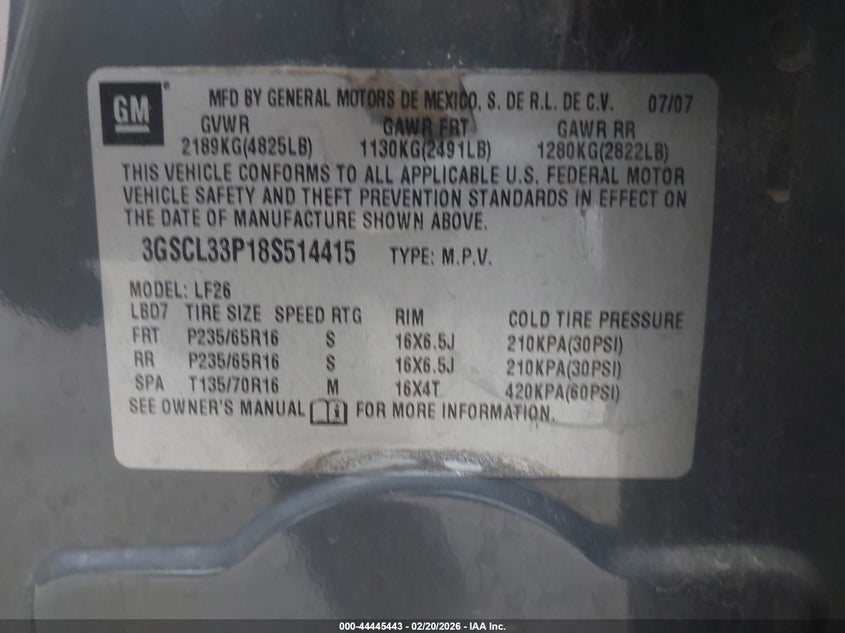 GM® MFD BY GENERAL MOTORS DE MEXICO, S. DE R.L. DE C.V. 07/07
GVWR GAWR FRT GAWR RR
2189KG(4825LB) 1130KG(2491LB) 1280KG(2822LB)
THIS VEHICLE CONFORMS TO ALL APPLICABLE U.S. FEDERAL MOTOR
VEHICLE SAFETY AND THEFT PREVENTION STANDARDS IN EFFECT ON
THE DATE OF MANUFACTURE SHOWN ABOVE.
3GSCL33P18S514415 TYPE: M.P.V.
MODEL: LF26
LBD7 TIRE SIZE SPEED RTG RIM COLD TIRE PRESSURE
FRT P235/65R16 S 16X6.5J 210KPA(30PSI)
RR P235/65R16 S 16X6.5J 210KPA(30PSI)
SPA T135/70R16 M 16X4T 420KPA(60PSI)
SEE OWNER'S MANUAL FOR MORE INFORMATION.
000-44445443 - 02/20/2026 - IAA Inc.